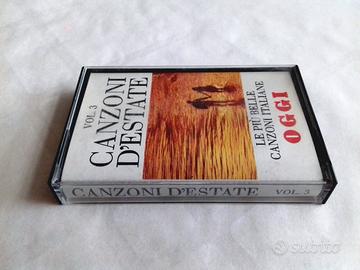 VOL. 3
CANZONI
D'ESTATE
LE PIÙ BELLE
CANZONI ITALIANE
OGGI
CANZONI D'ESTATE VOL. 3
subito